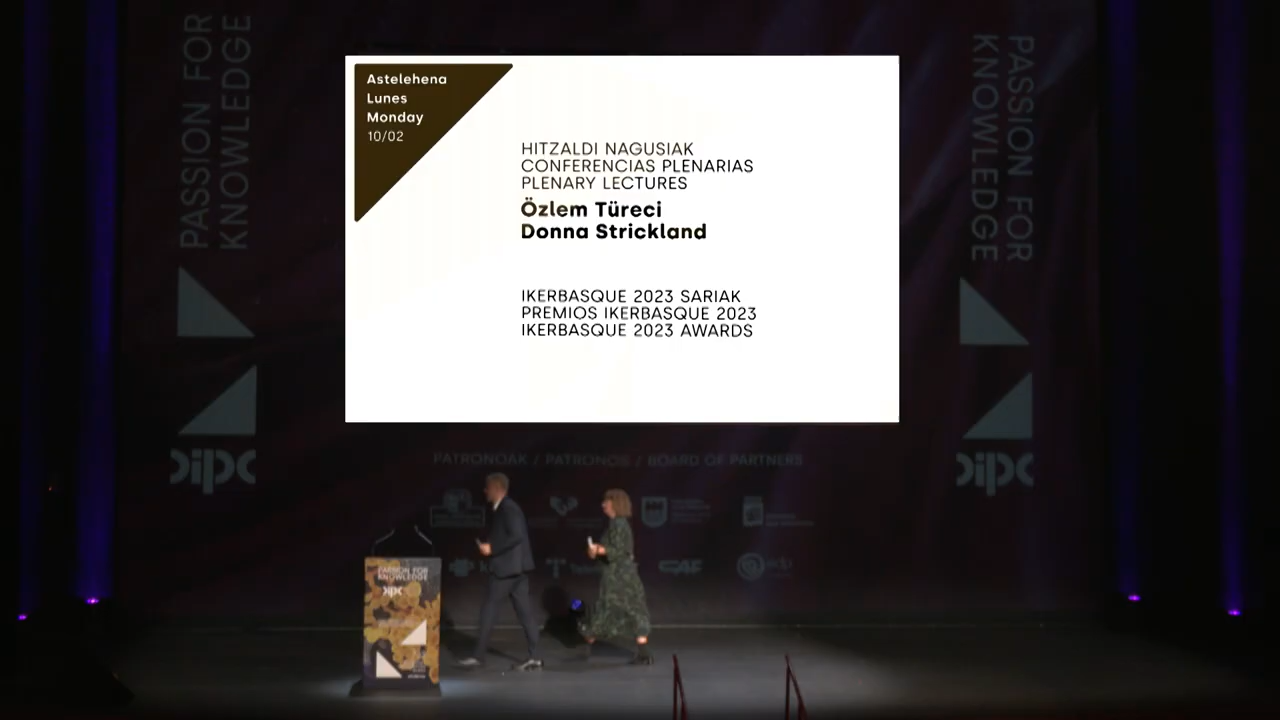 PASSION FOR
KNOWLEDGE
dipc
Astelehena
Lunes
Monday
10/02
HITZALDI NAGUSIAK
CONFERENCIAS PLENARIAS
PLENARY LECTURES
Özlem Türeci
Donna Strickland
IKERBASQUE 2023 SARIAK
PREMIOS IKERBASQUE 2023
IKERBASQUE 2023 AWARDS
PASSION FOR
KNOWLEDGE
dipc
PATRONOAK / PATRONOS / BOARD OF PARTNERS
CAF
PASSION FOR
KNOWLEDGE
dipc